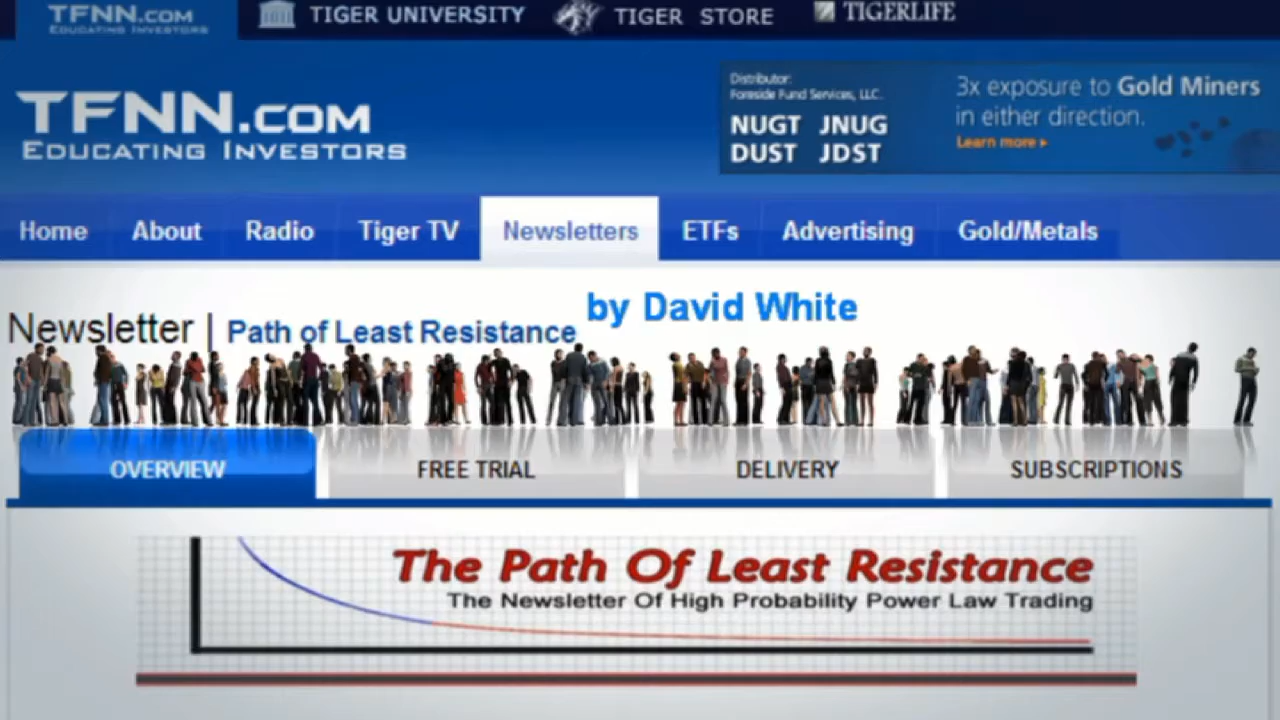 TFNN.COM
EDUCATING INVESTORS
TIGER UNIVERSITY
TIGER STORE
TIGERLIFE
TFNN.COM
EDUCATING INVESTORS
Distributor:
Foreside Fund Services, LLC.
NUGT JNUG
DUST JDST
3x exposure to Gold Miners
in either direction.
Learn more ▸
Home About Radio Tiger TV Newsletters ETFs Advertising Gold/Metals
by David White
Newsletter | Path of Least Resistance
OVERVIEW FREE TRIAL DELIVERY SUBSCRIPTIONS
The Path Of Least Resistance
The Newsletter Of High Probability Power Law Trading